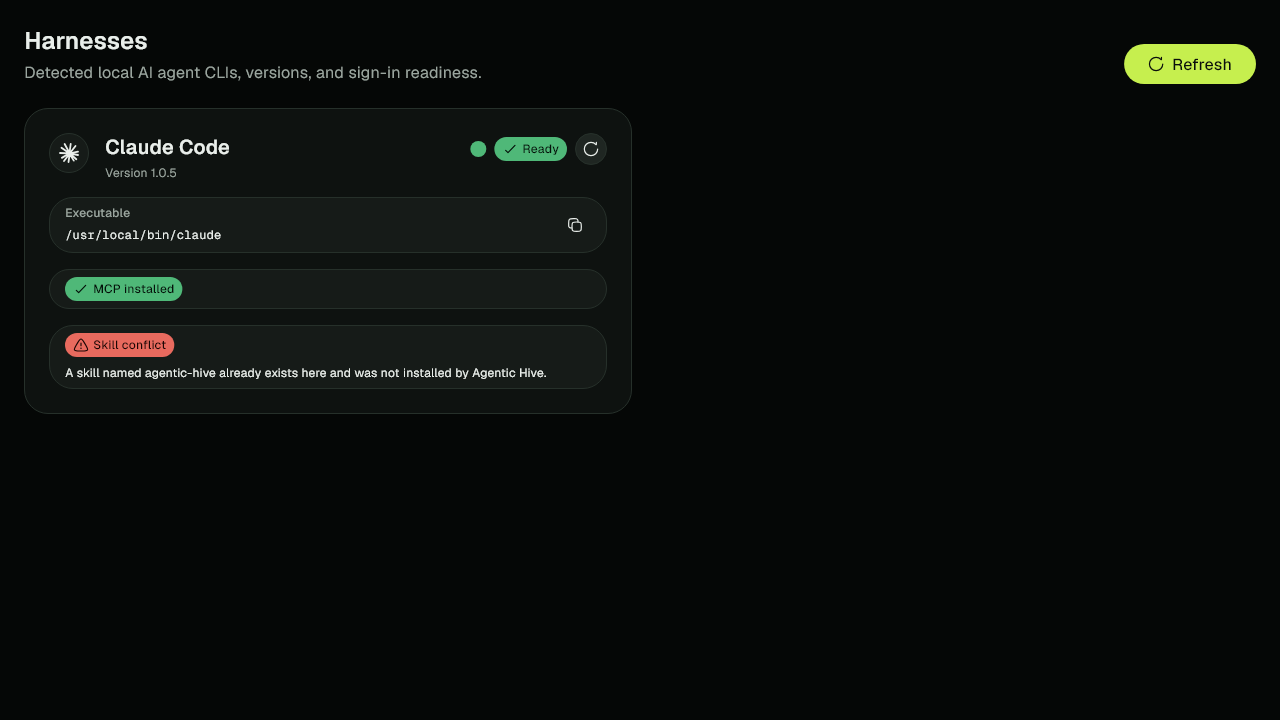 Harnesses
Detected local AI agent CLIs, versions, and sign-in readiness.
Refresh
Claude Code
Ready
Version 1.0.5
Executable
/usr/local/bin/claude
MCP installed
Skill conflict
A skill named agentic-hive already exists here and was not installed by Agentic Hive.